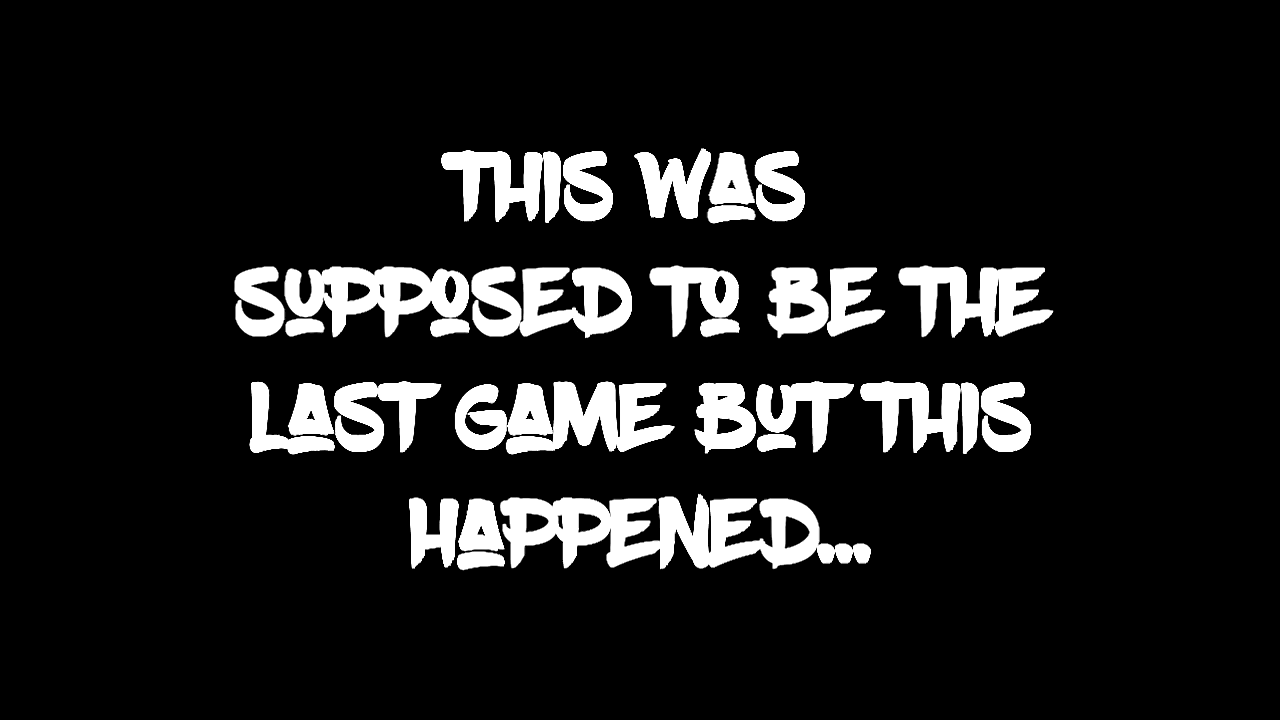 THIS WAS
SUPPOSED TO BE THE
LAST GAME BUT THIS
HAPPENED...